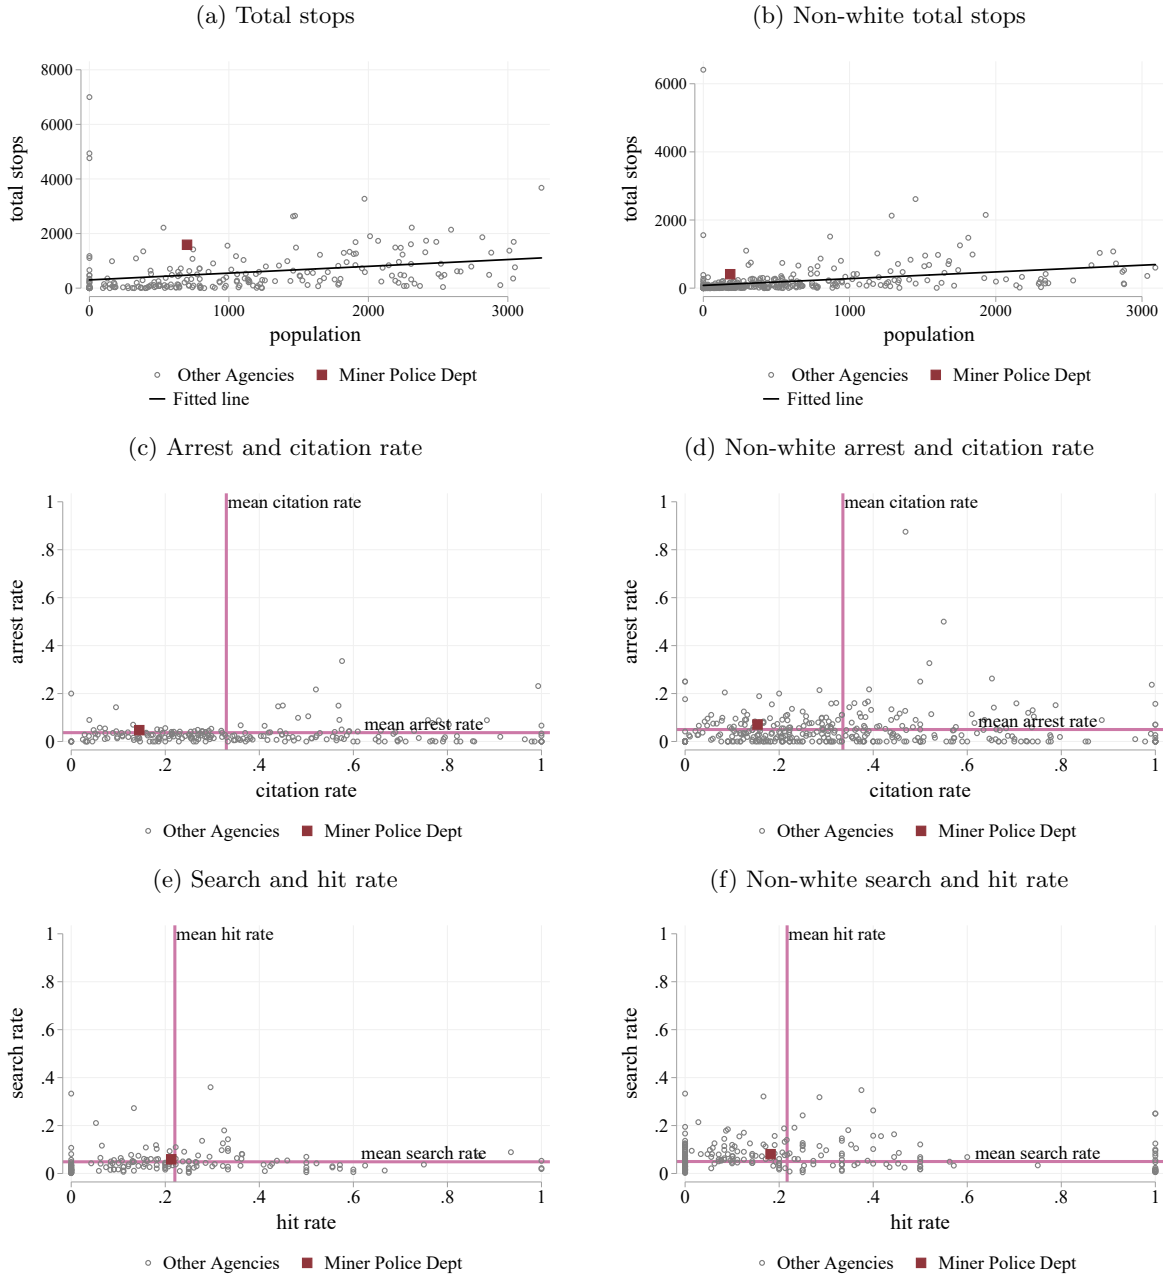 (a) Total stops
(b) Non-white total stops
total stops
8000
6000
4000
2000
0
0 1000 2000 3000
population
Other Agencies Miner Police Dept
Fitted line
total stops
6000
4000
2000
0
0 1000 2000 3000
population
Other Agencies Miner Police Dept
Fitted line
(c) Arrest and citation rate
(d) Non-white arrest and citation rate
arrest rate
1
.8
.6
.4
.2
0
mean citation rate
mean arrest rate
0 .2 .4 .6 .8 1
citation rate
Other Agencies Miner Police Dept
arrest rate
1
.8
.6
.4
.2
0
mean citation rate
mean arrest rate
0 .2 .4 .6 .8 1
citation rate
Other Agencies Miner Police Dept
(e) Search and hit rate
(f) Non-white search and hit rate
search rate
1
.8
.6
.4
.2
0
mean hit rate
mean search rate
0 .2 .4 .6 .8 1
hit rate
Other Agencies Miner Police Dept
search rate
1
.8
.6
.4
.2
0
mean hit rate
mean search rate
0 .2 .4 .6 .8 1
hit rate
Other Agencies Miner Police Dept